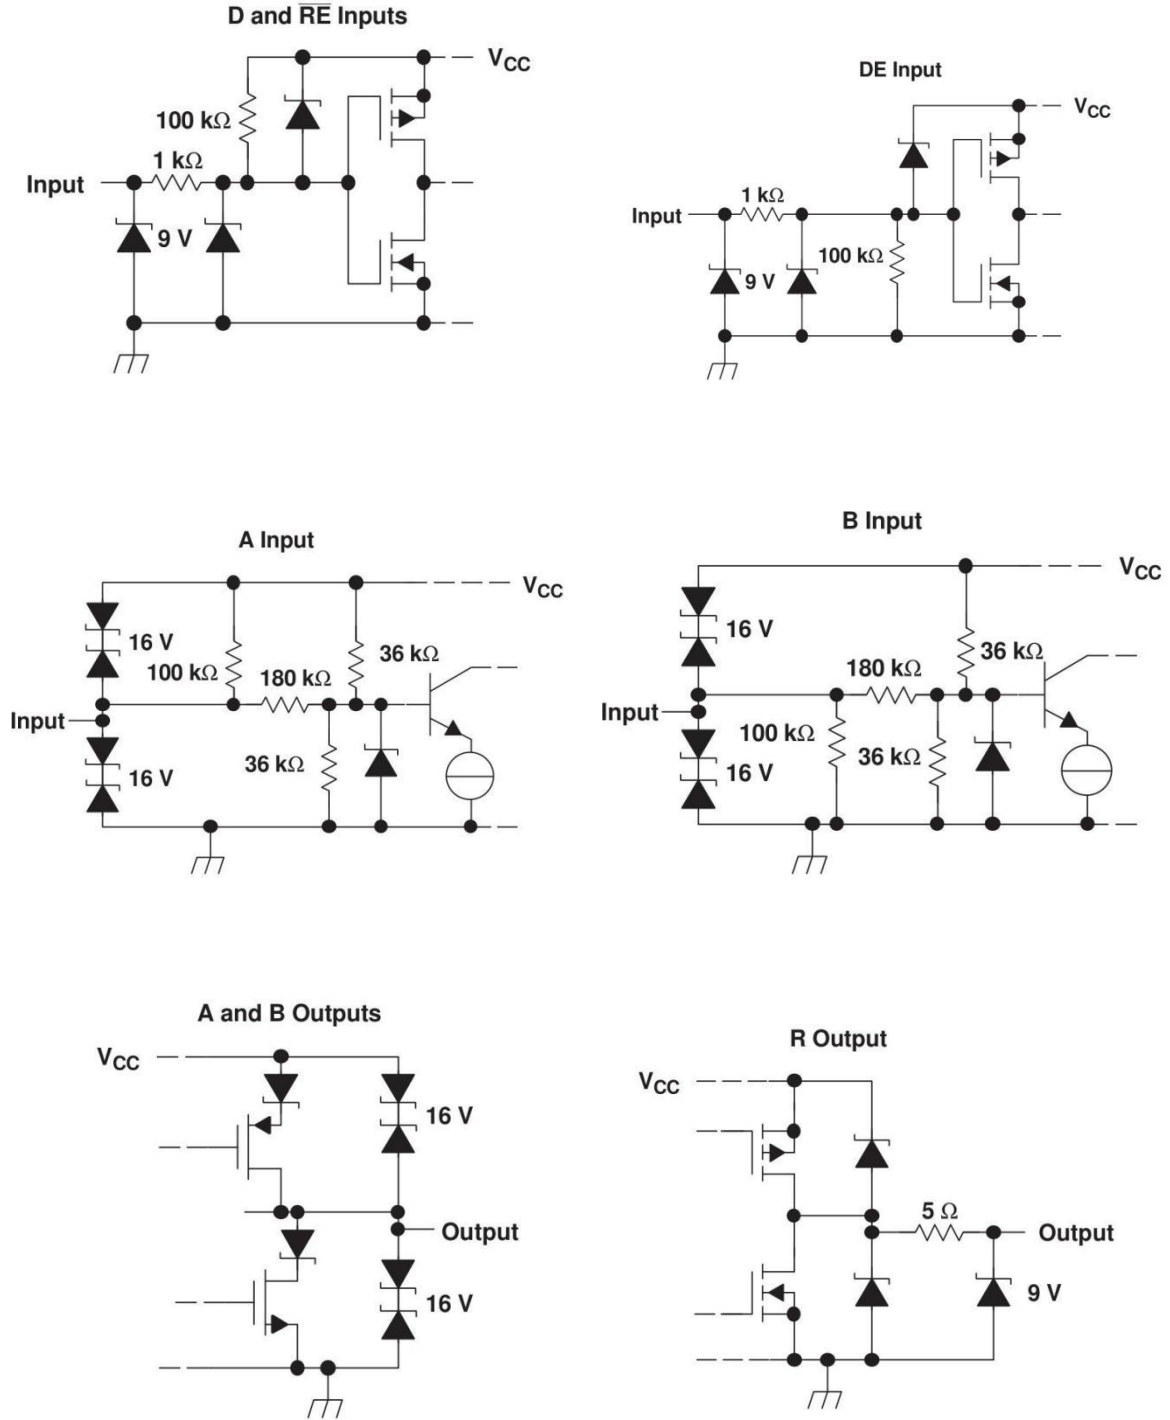 D and R̅E̅ Inputs
VCC
100 kΩ
1 kΩ
Input
9 V
DE Input
VCC
1 kΩ
Input
100 kΩ
9 V
A Input
VCC
16 V
36 kΩ
100 kΩ
180 kΩ
Input
36 kΩ
16 V
B Input
VCC
16 V
36 kΩ
180 kΩ
Input
100 kΩ
36 kΩ
16 V
A and B Outputs
VCC
16 V
Output
16 V
R Output
VCC
5 Ω
Output
9 V